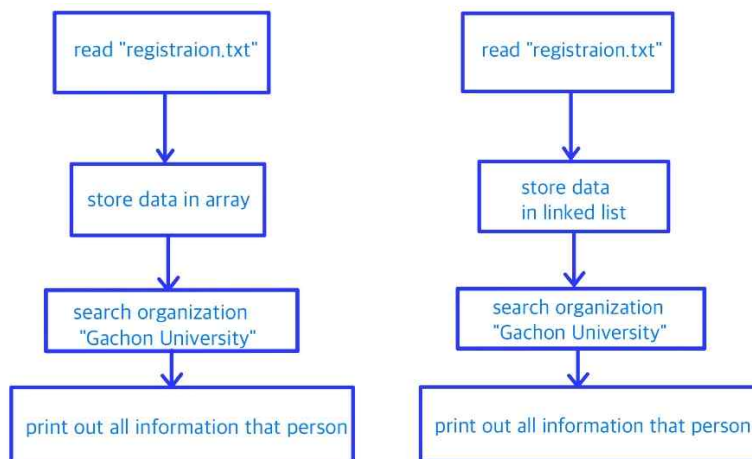 read "registraion.txt"
store data in array
search organization
"Gachon University"
print out all information that person
read "registraion.txt"
store data
in linked list
search organization
"Gachon University"
print out all information that person